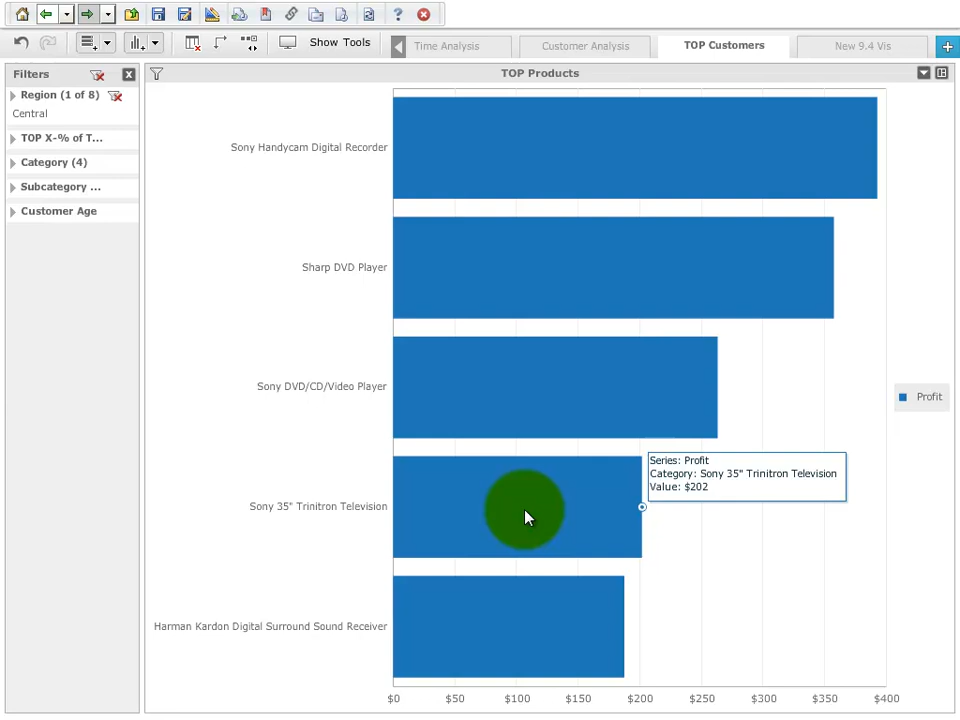 Show Tools
Time Analysis
Customer Analysis
TOP Customers
New 9.4 Vis
Filters
Region (1 of 8)
Central
TOP X-% of T...
Category (4)
Subcategory ...
Customer Age
TOP Products
Sony Handycam Digital Recorder
Sharp DVD Player
Sony DVD/CD/Video Player
Sony 35" Trinitron Television
Harman Kardon Digital Surround Sound Receiver
Series: Profit
Category: Sony 35" Trinitron Television
Value: $202
Profit
$0 $50 $100 $150 $200 $250 $300 $350 $400